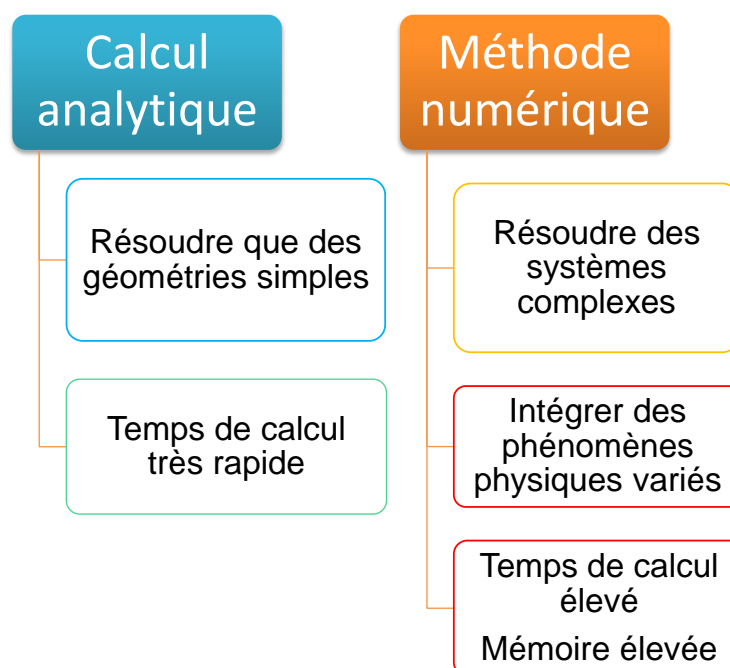 Calcul
analytique
Résoudre que des
géométries simples
Temps de calcul
très rapide
Méthode
numérique
Résoudre des
systèmes
complexes
Intégrer des
phénomènes
physiques variés
Temps de calcul
élevé
Mémoire élevée